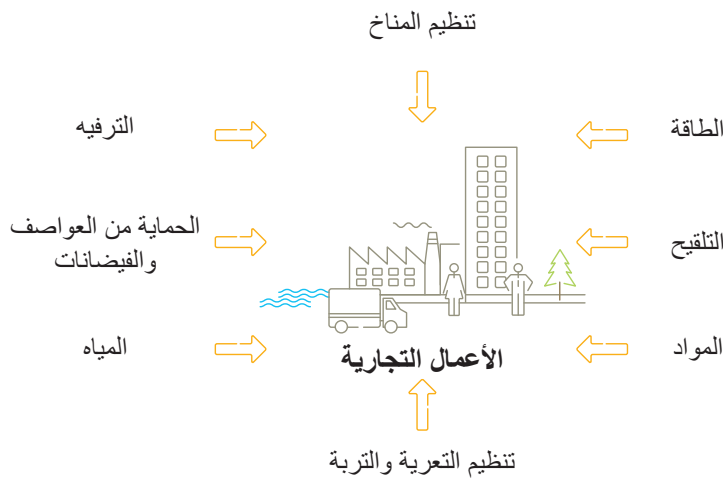 تنظيم المناخ
الطاقة
الترفيه
التلقيح
الحماية من العواصف
والفيضانات
المواد
المياه
الأعمال التجارية
تنظيم التعرية والتربة